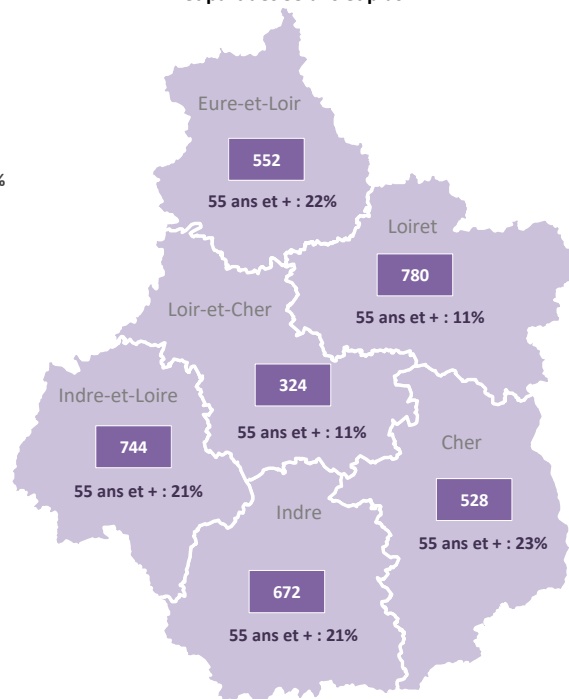 %
Eure-et-Loir
552
55 ans et + : 22%
Loiret
780
55 ans et + : 11%
Loir-et-Cher
324
55 ans et + : 11%
Indre-et-Loire
744
55 ans et + : 21%
Cher
528
55 ans et + : 23%
Indre
672
55 ans et + : 21%